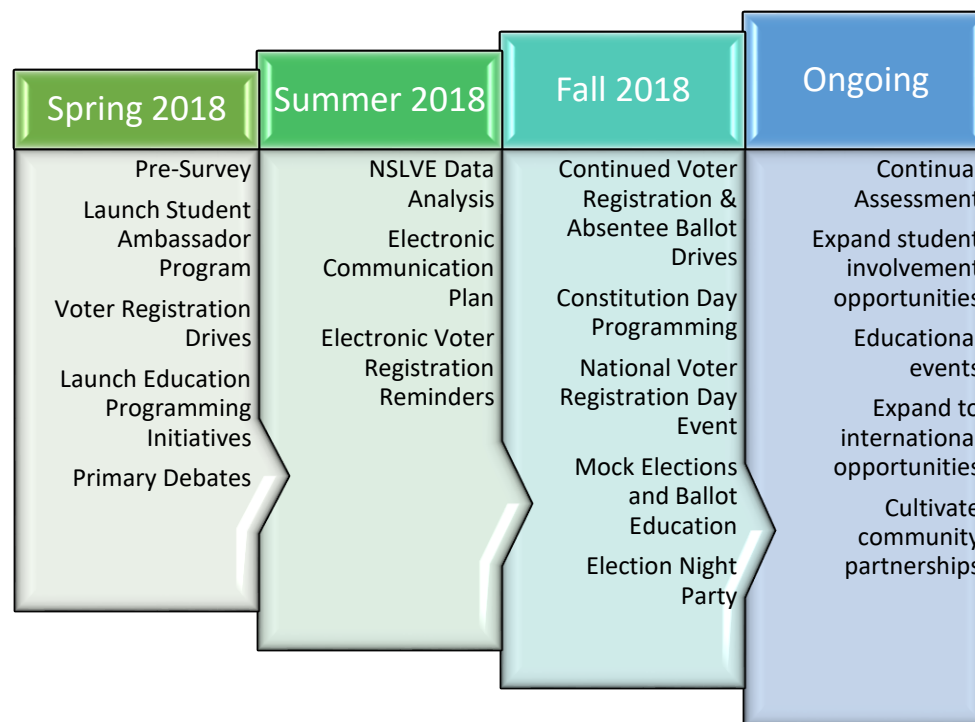 Spring 2018
Pre-Survey
Launch Student
Ambassador
Program
Voter Registration
Drives
Launch Education
Programming
Initiatives
Primary Debates
Summer 2018
NSLVE Data
Analysis
Electronic
Communication
Plan
Electronic Voter
Registration
Reminders
Fall 2018
Continued Voter
Registration &
Absentee Ballot
Drives
Constitution Day
Programming
National Voter
Registration Day
Event
Mock Elections
and Ballot
Education
Election Night
Party
Ongoing
Continua
Assessment
Expand student
involvement
opportunities
Educationa
events
Expand to
internationa
opportunities
Cultivate
community
partnerships